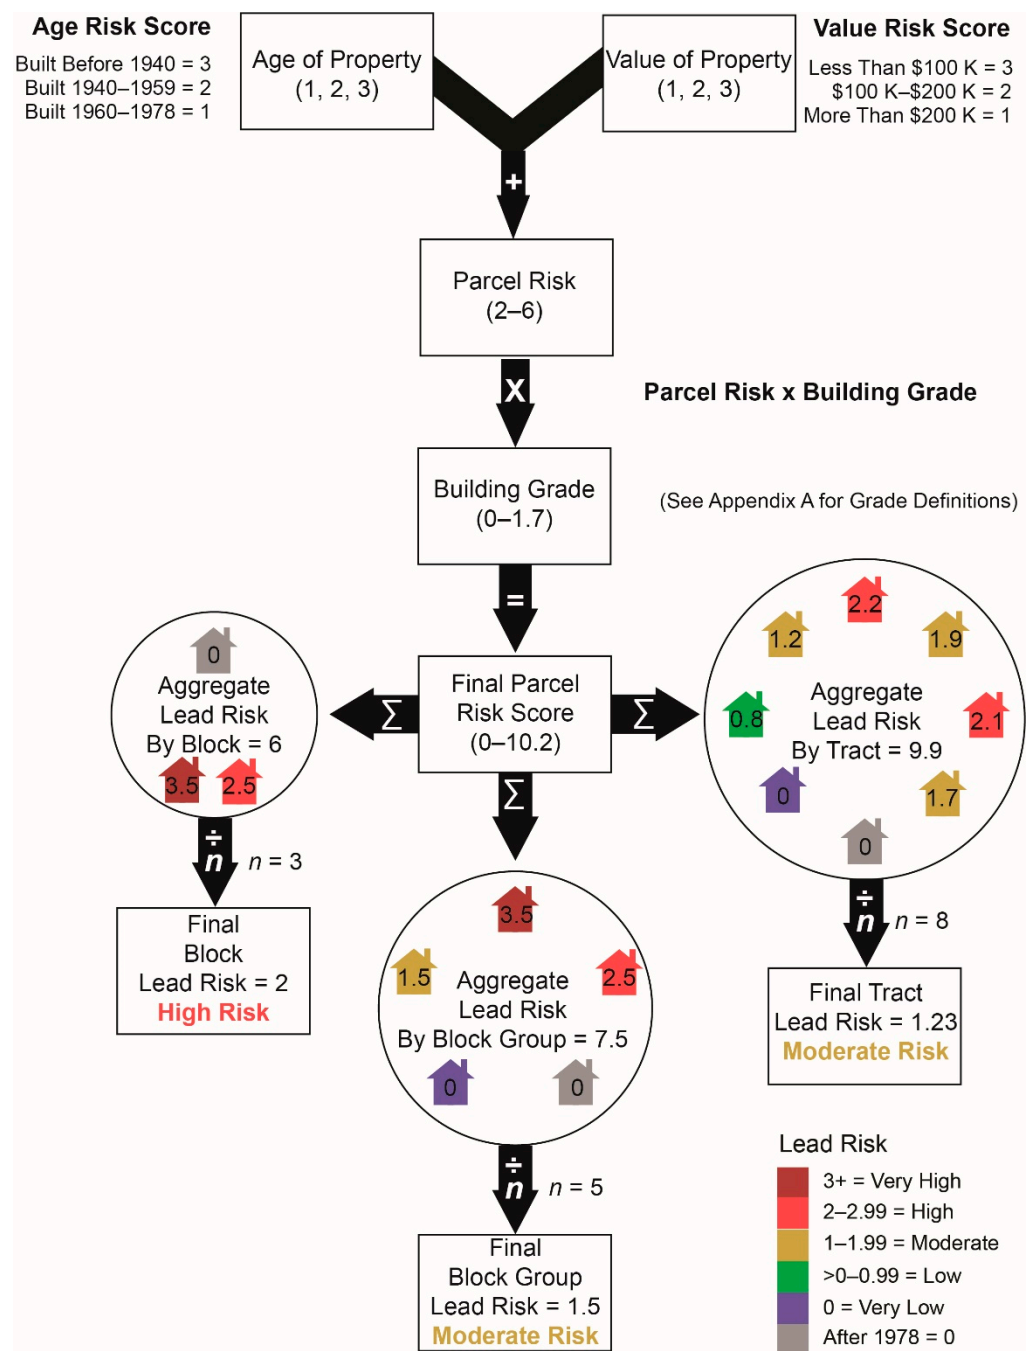 Age Risk Score
Built Before 1940 = 3
Built 1940–1959 = 2
Built 1960–1978 = 1
Age of Property
(1, 2, 3)
Value of Property
(1, 2, 3)
Value Risk Score
Less Than $100 K = 3
$100 K–$200 K = 2
More Than $200 K = 1
+
Parcel Risk
(2–6)
X
Parcel Risk x Building Grade
Building Grade
(0–1.7)
(See Appendix A for Grade Definitions)
=
Final Parcel
Risk Score
(0–10.2)
∑
∑
∑
0
Aggregate
Lead Risk
By Block = 6
3.5
2.5
÷
n
n = 3
Final
Block
Lead Risk = 2
High Risk
3.5
1.5
2.5
Aggregate
Lead Risk
By Block Group = 7.5
0
0
÷
n
n = 5
Final
Block Group
Lead Risk = 1.5
Moderate Risk
2.2
1.2
1.9
Aggregate
Lead Risk
By Tract = 9.9
0.8
2.1
0
1.7
0
÷
n
n = 8
Final Tract
Lead Risk = 1.23
Moderate Risk
Lead Risk
3+ = Very High
2–2.99 = High
1–1.99 = Moderate
>0–0.99 = Low
0 = Very Low
After 1978 = 0